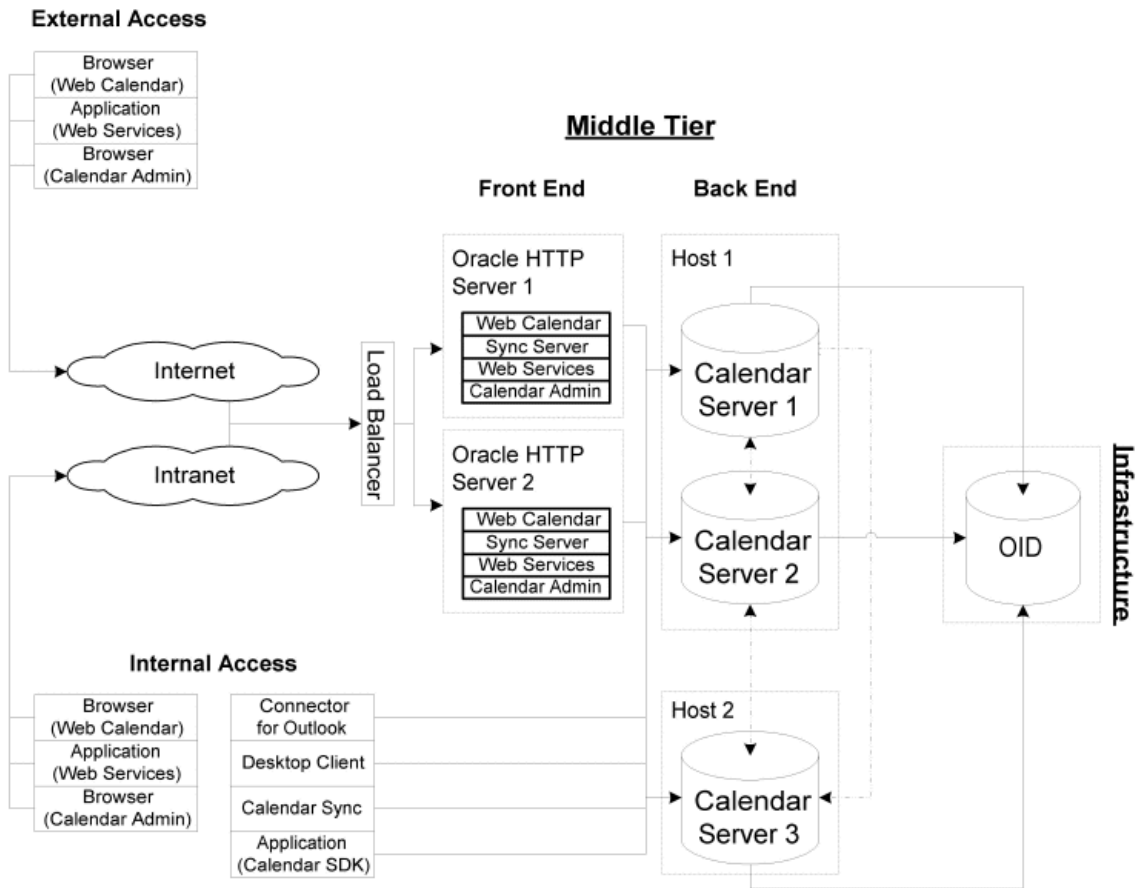 External Access
Browser
(Web Calendar)
Application
(Web Services)
Browser
(Calendar Admin)
Middle Tier
Front End
Back End
Oracle HTTP
Server 1
Web Calendar
Sync Server
Web Services
Calendar Admin
Host 1
Calendar
Server 1
Internet
Intranet
Load Balancer
Oracle HTTP
Server 2
Web Calendar
Sync Server
Web Services
Calendar Admin
Calendar
Server 2
OID
Infrastructure
Internal Access
Browser
(Web Calendar)
Application
(Web Services)
Browser
(Calendar Admin)
Connector
for Outlook
Desktop Client
Calendar Sync
Application
(Calendar SDK)
Host 2
Calendar
Server 3